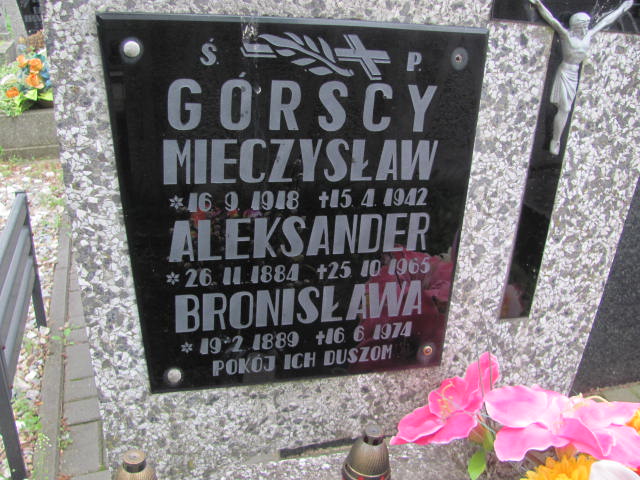 Ś P
GÓRSCY
MIECZYSŁAW
*16.9.1918 +15.4.1942
ALEKSANDER
*26.11.1884 +25.10.1965
BRONISŁAWA
*19.2.1889 +16.6.1974
POKÓJ ICH DUSZOM